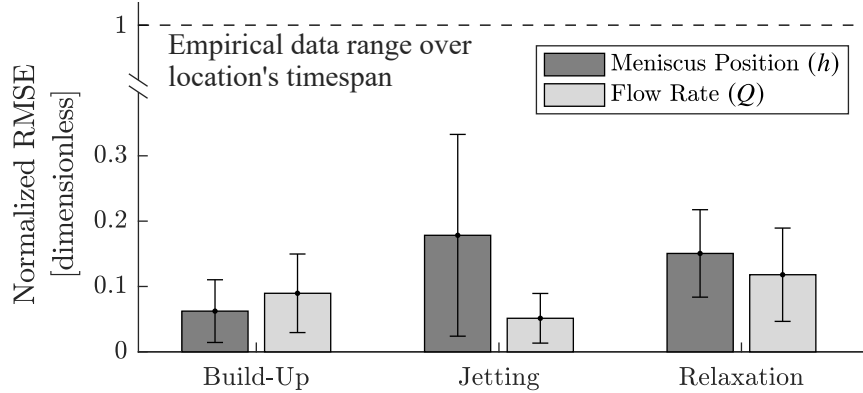 1
Empirical data range over
location's timespan
Meniscus Position (h)
Flow Rate (Q)
Normalized RMSE
[dimensionless]
0.3
0.2
0.1
0
Build-Up Jetting Relaxation